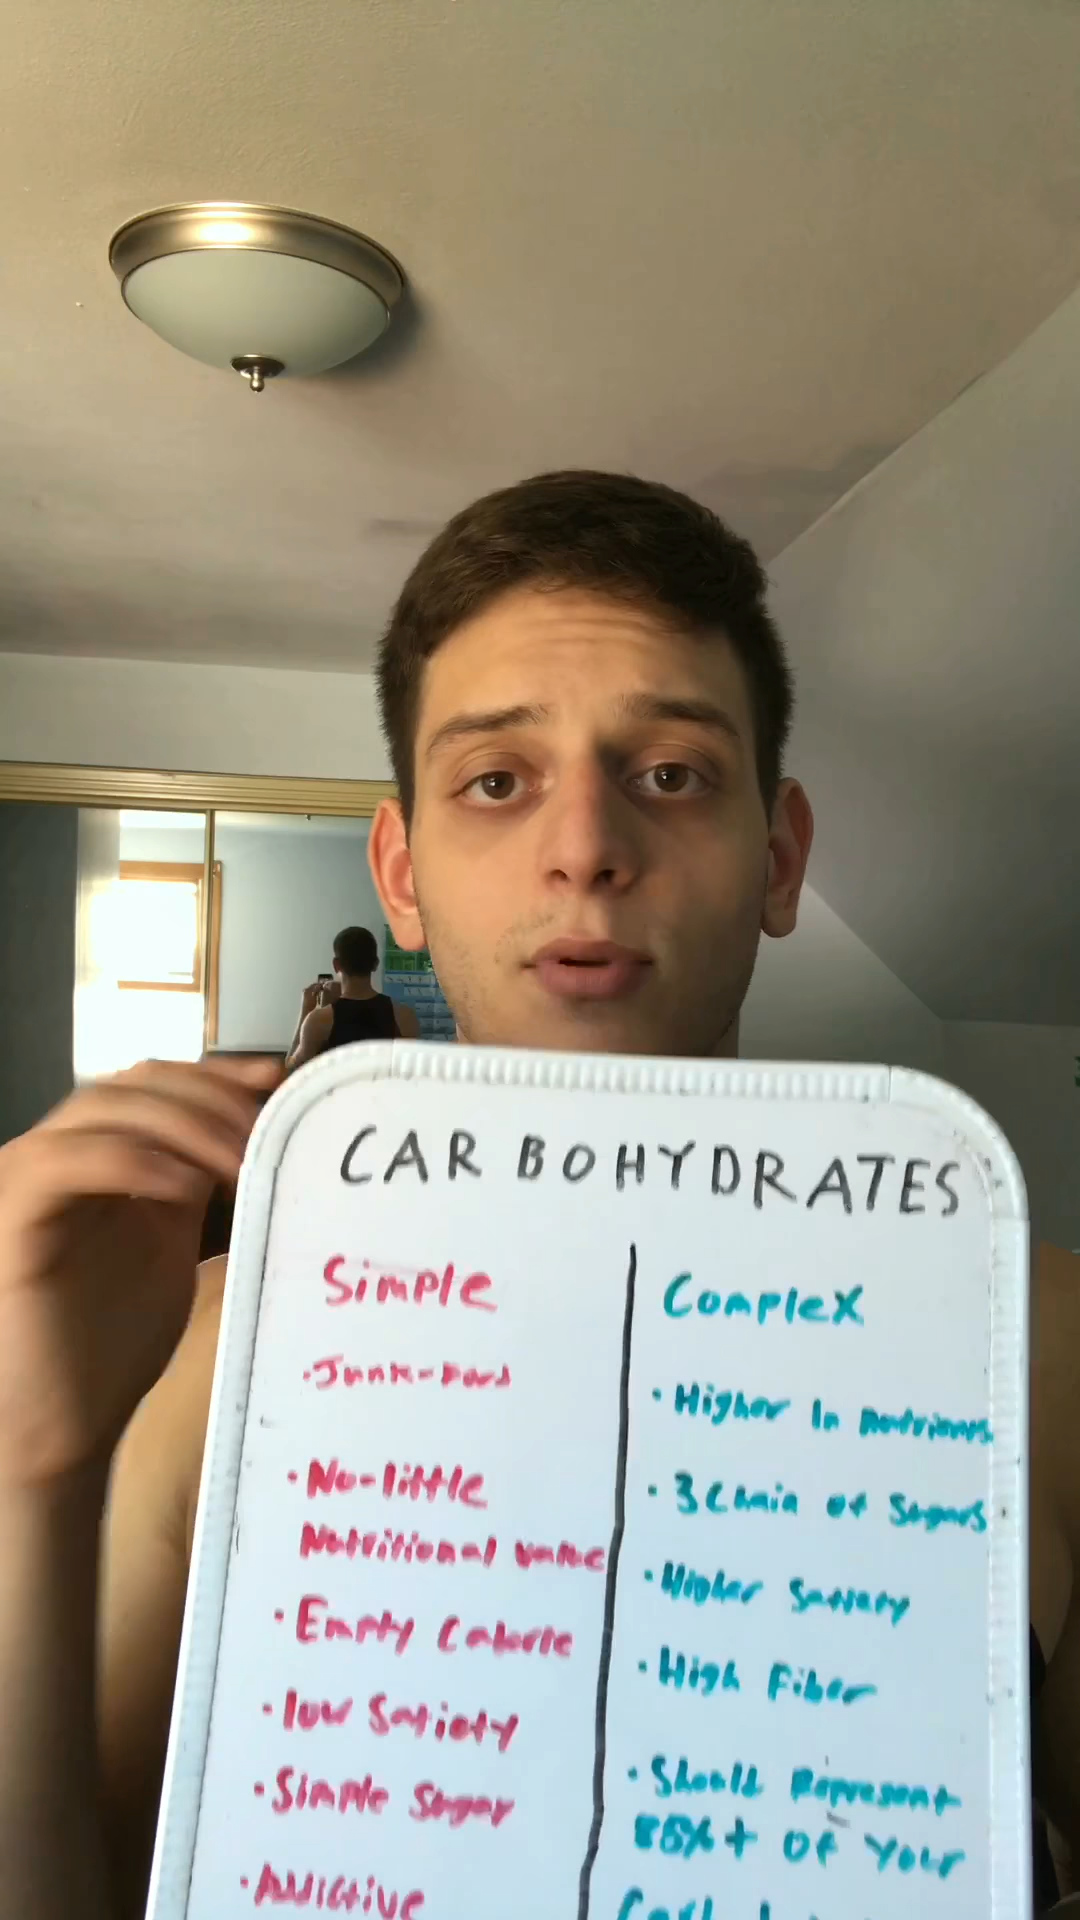 CARBOHYDRATES
Simple
• Junk-food
• No-little
Nutritional value
• Empty Calorie
• low Satiety
• Simple Sugar
• Addictive
Complex
• Higher In nutrients
• 3 Chain of Sugars
• Higher Satiety
• High Fiber
• Should Represent
85%+ Of Your